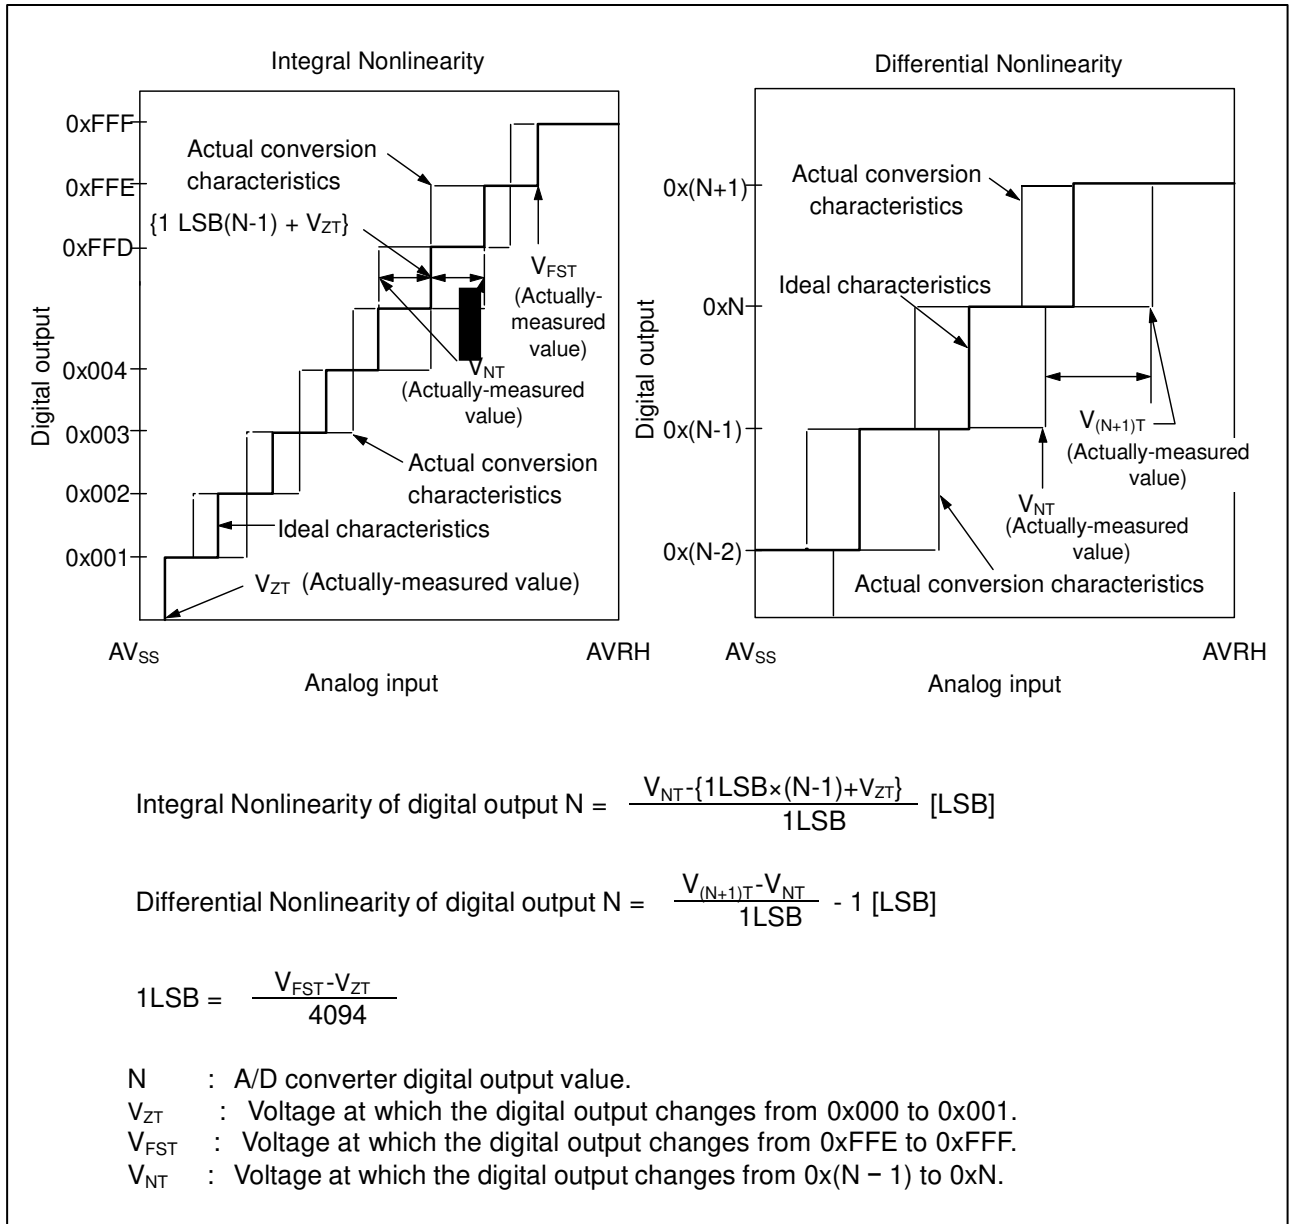 Integral Nonlinearity
0xFFF
0xFFE
0xFFD
0x004
0x003
0x002
0x001
Digital output
Actual conversion
characteristics
{1 LSB(N-1) + VZT}
VFST
(Actually-
measured
value)
VNT
(Actually-measured
value)
Actual conversion
characteristics
Ideal characteristics
VZT (Actually-measured value)
AVSS
AVRH
Analog input
Differential Nonlinearity
0x(N+1)
0xN
0x(N-1)
0x(N-2)
Digital output
Actual conversion
characteristics
Ideal characteristics
V(N+1)T
(Actually-measured
value)
VNT
(Actually-measured
value)
Actual conversion characteristics
AVSS
AVRH
Analog input
Integral Nonlinearity of digital output N = VNT-{1LSB×(N-1)+VZT} / 1LSB [LSB]
Differential Nonlinearity of digital output N = V(N+1)T-VNT / 1LSB - 1 [LSB]
1LSB = VFST-VZT / 4094
N : A/D converter digital output value.
VZT : Voltage at which the digital output changes from 0x000 to 0x001.
VFST : Voltage at which the digital output changes from 0xFFE to 0xFFF.
VNT : Voltage at which the digital output changes from 0x(N − 1) to 0xN.